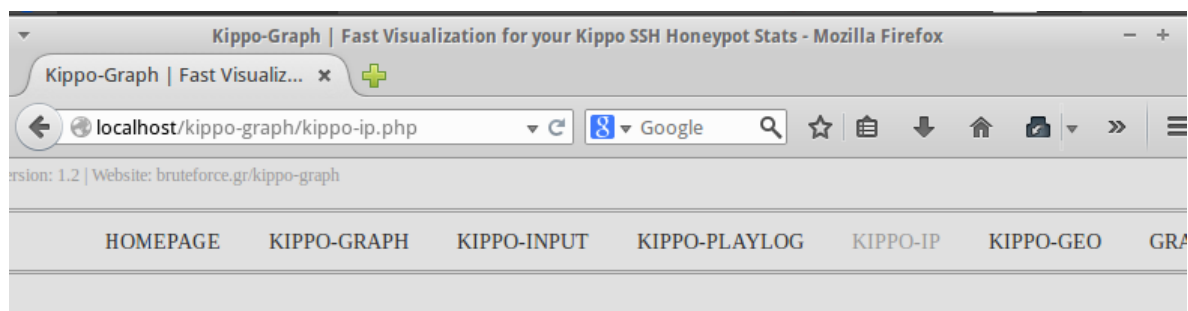 Kippo-Graph | Fast Visualization for your Kippo SSH Honeypot Stats - Mozilla Firefox
Kippo-Graph | Fast Visualiz...
localhost/kippo-graph/kippo-ip.php Google
ersion: 1.2 | Website: bruteforce.gr/kippo-graph
HOMEPAGE KIPPO-GRAPH KIPPO-INPUT KIPPO-PLAYLOG KIPPO-IP KIPPO-GEO GRA